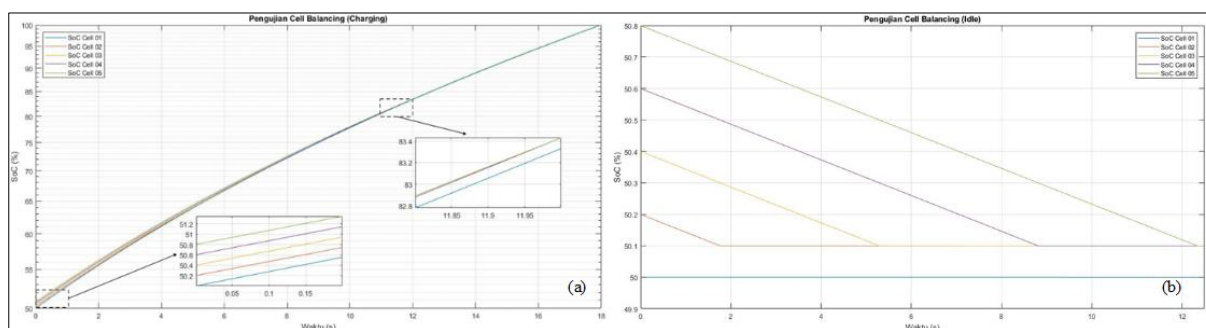 Pengujian Cell Balancing (Charging)
SoC Cell 01
SoC Cell 02
SoC Cell 03
SoC Cell 04
SoC Cell 05
SoC (%)
100
95
90
85
80
75
70
65
60
55
50
83.4
83.2
83
82.8
11.85 11.9 11.95
51.2
51
50.8
50.6
50.4
50.2
0.05 0.1 0.15
0 2 4 6 8 10 12 14 16 18
Waktu (s)
(a)
Pengujian Cell Balancing (Idle)
SoC Cell 01
SoC Cell 02
SoC Cell 03
SoC Cell 04
SoC Cell 05
SoC (%)
50.8
50.7
50.6
50.5
50.4
50.3
50.2
50.1
50
49.9
0 2 4 6 8 10 12
Waktu (s)
(b)